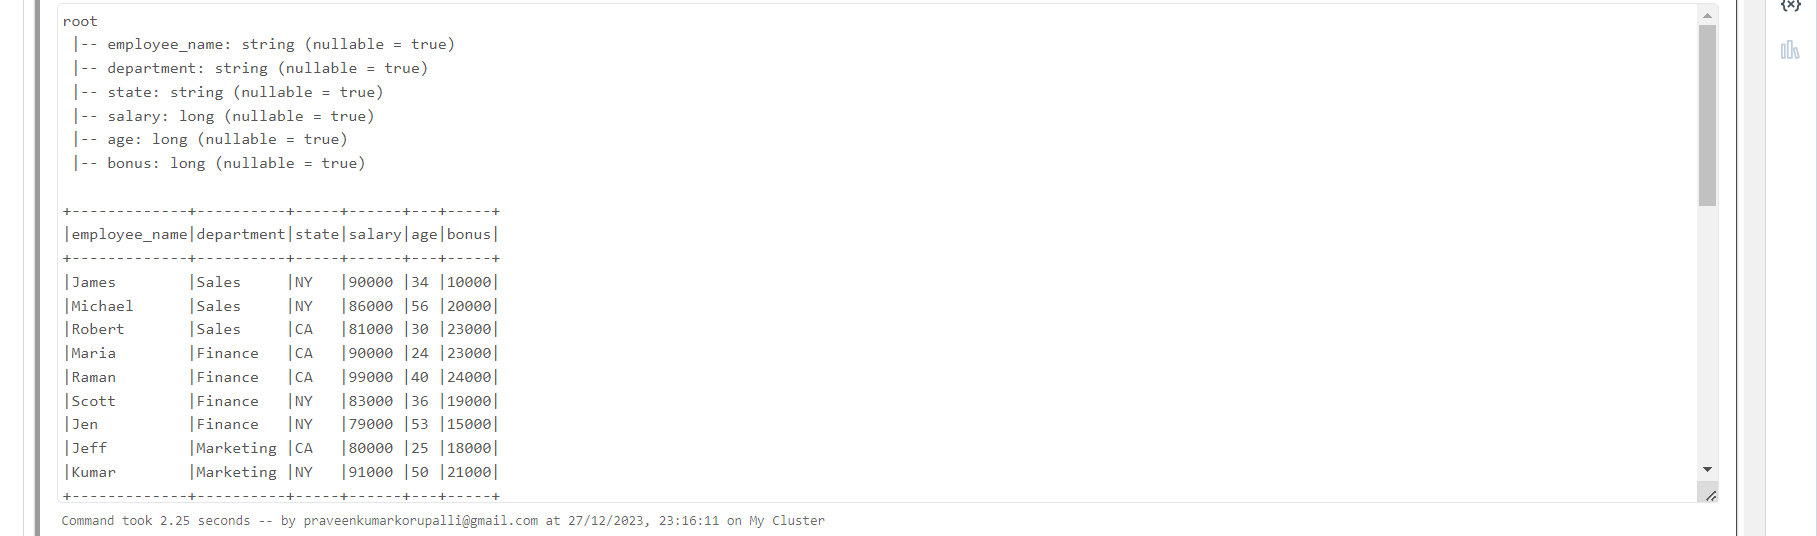 root
 |-- employee_name: string (nullable = true)
 |-- department: string (nullable = true)
 |-- state: string (nullable = true)
 |-- salary: long (nullable = true)
 |-- age: long (nullable = true)
 |-- bonus: long (nullable = true)

+-------------+----------+-----+------+---+-----+
|employee_name|department|state|salary|age|bonus|
+-------------+----------+-----+------+---+-----+
|James        |Sales     |NY   |90000 |34 |10000|
|Michael      |Sales     |NY   |86000 |56 |20000|
|Robert       |Sales     |CA   |81000 |30 |23000|
|Maria        |Finance   |CA   |90000 |24 |23000|
|Raman        |Finance   |CA   |99000 |40 |24000|
|Scott        |Finance   |NY   |83000 |36 |19000|
|Jen          |Finance   |NY   |79000 |53 |15000|
|Jeff         |Marketing |CA   |80000 |25 |18000|
|Kumar        |Marketing |NY   |91000 |50 |21000|
+-------------+----------+-----+------+---+-----+
Command took 2.25 seconds -- by praveenkumarkorupalli@gmail.com at 27/12/2023, 23:16:11 on My Cluster